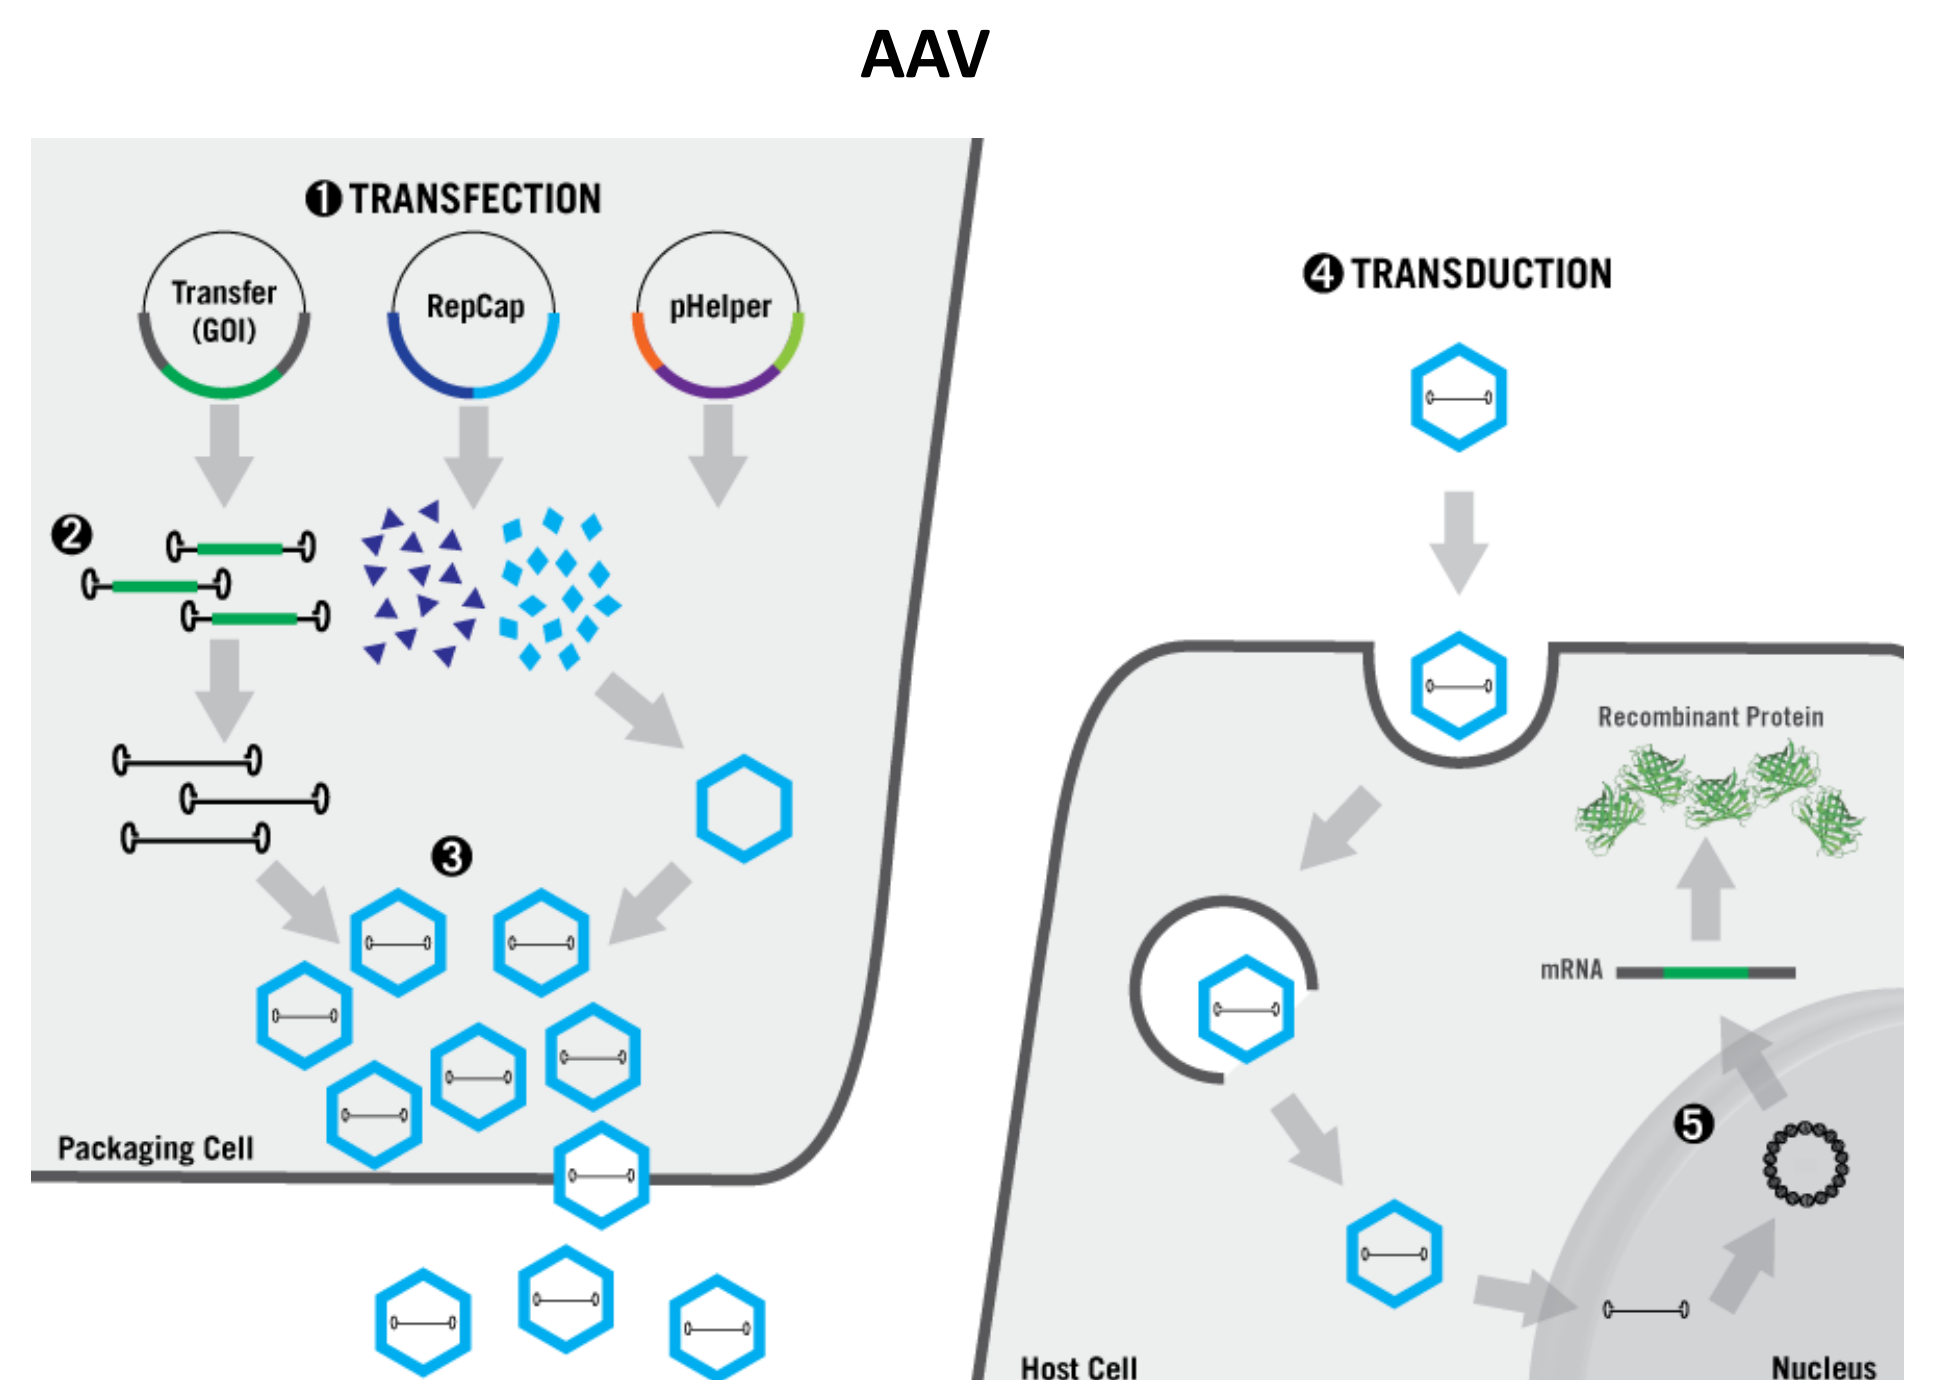 AAV
❶ TRANSFECTION
Transfer
(GOI)
RepCap
pHelper
❷
❸
Packaging Cell
❹ TRANSDUCTION
Recombinant Protein
mRNA
❺
Host Cell
Nucleus